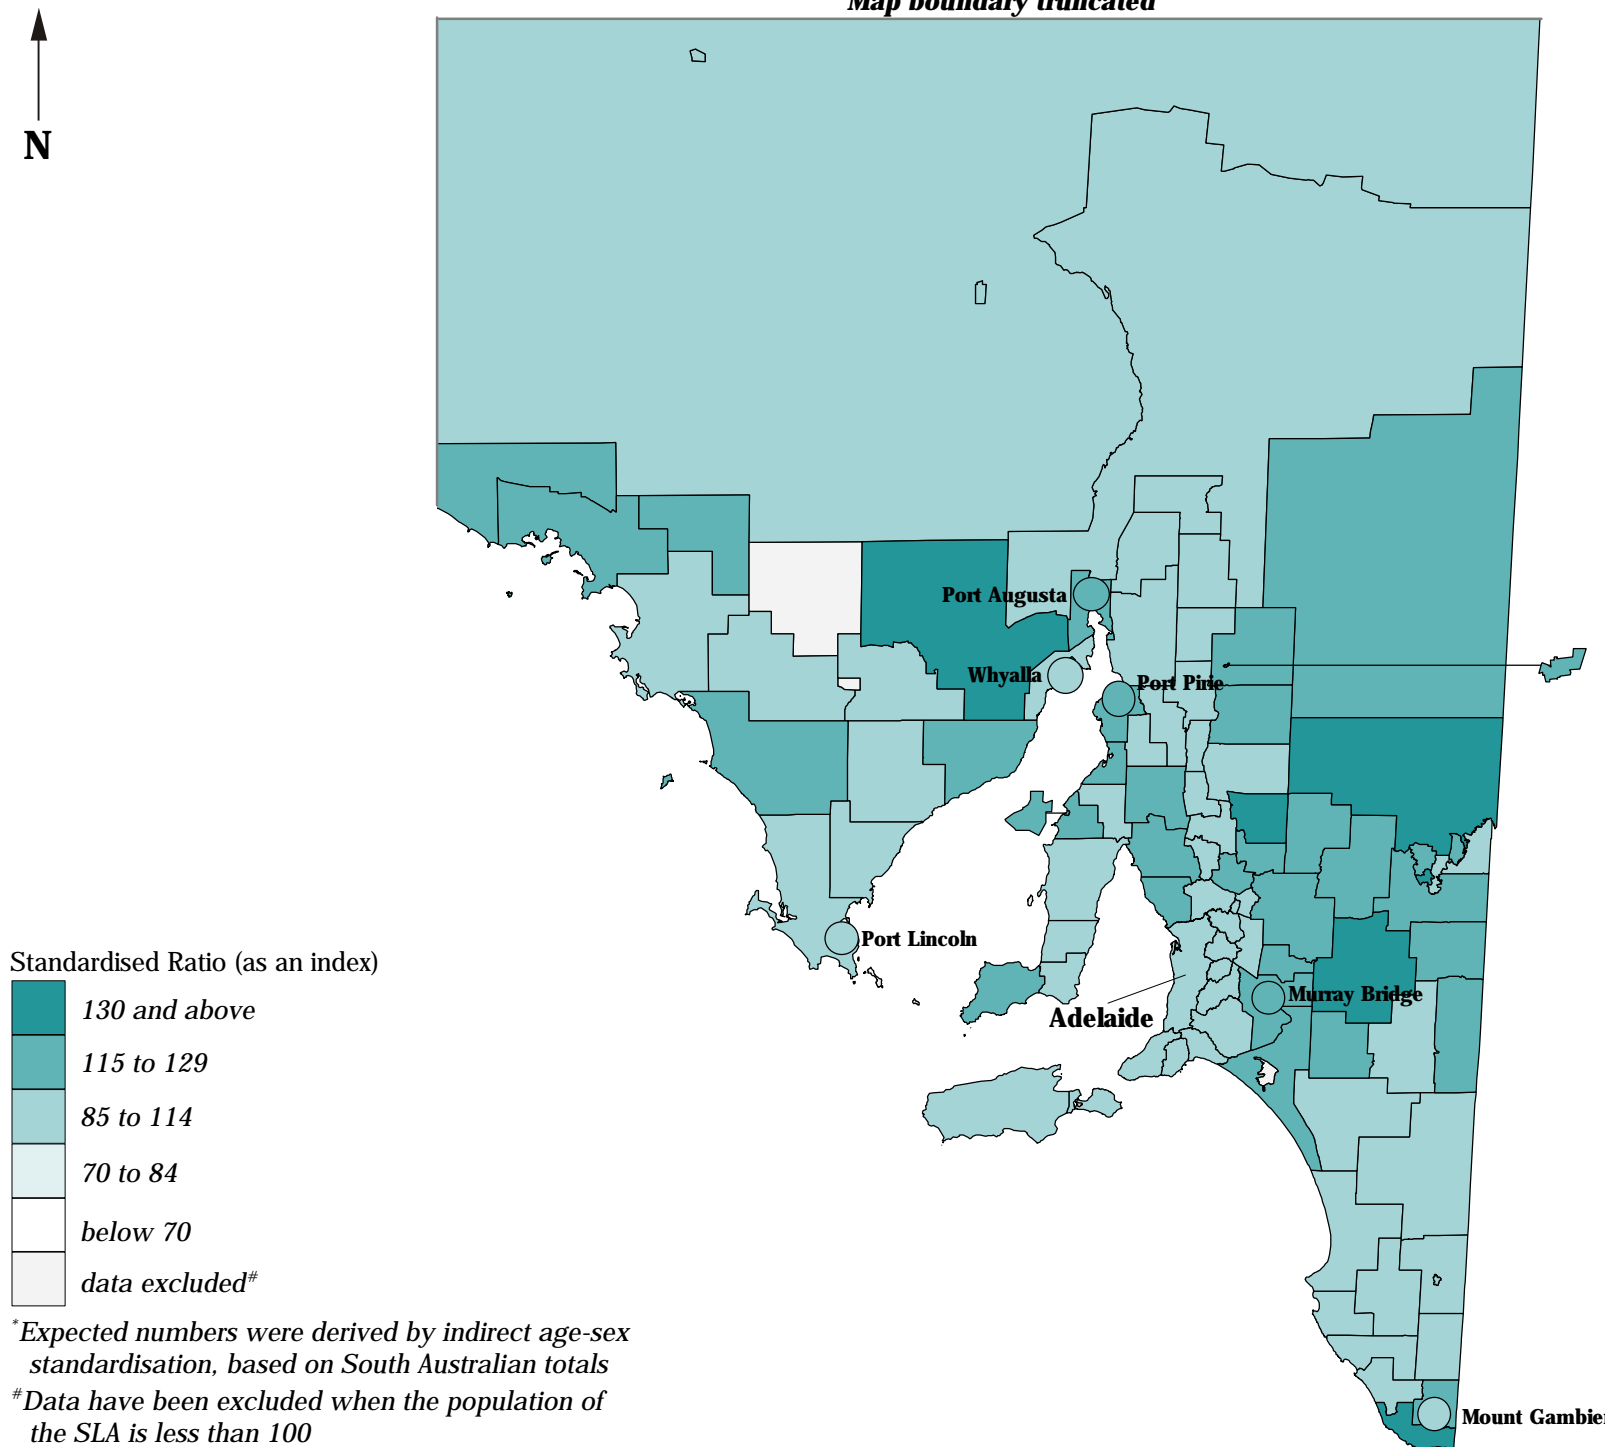 Map boundary truncated
N
Port Augusta
Whyalla
Port Pirie
Port Lincoln
Murray Bridge
Adelaide
Standardised Ratio (as an index)
130 and above
115 to 129
85 to 114
70 to 84
below 70
data excluded#
*Expected numbers were derived by indirect age-sex
standardisation, based on South Australian totals
#Data have been excluded when the population of
the SLA is less than 100
Mount Gambier